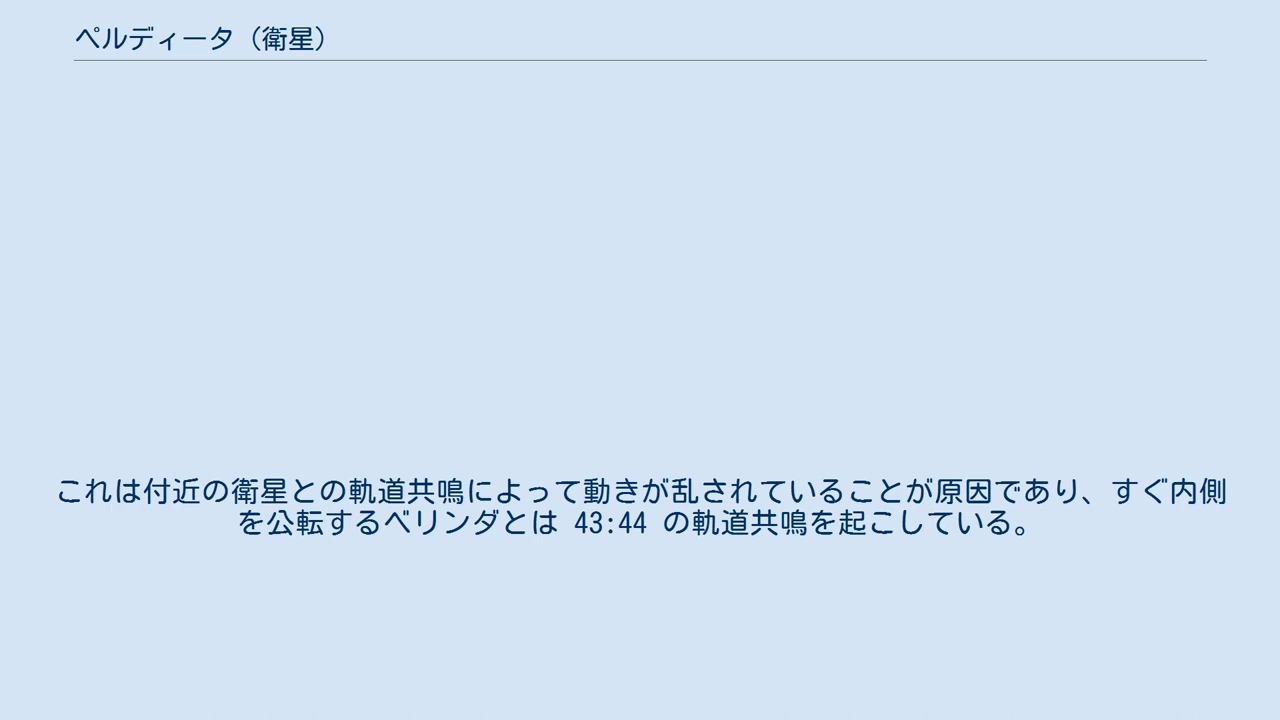 ペルディータ（衛星）
これは付近の衛星との軌道共鳴によって動きが乱されていることが原因であり、すぐ内側
を公転するベリンダとは 43:44 の軌道共鳴を起こしている。